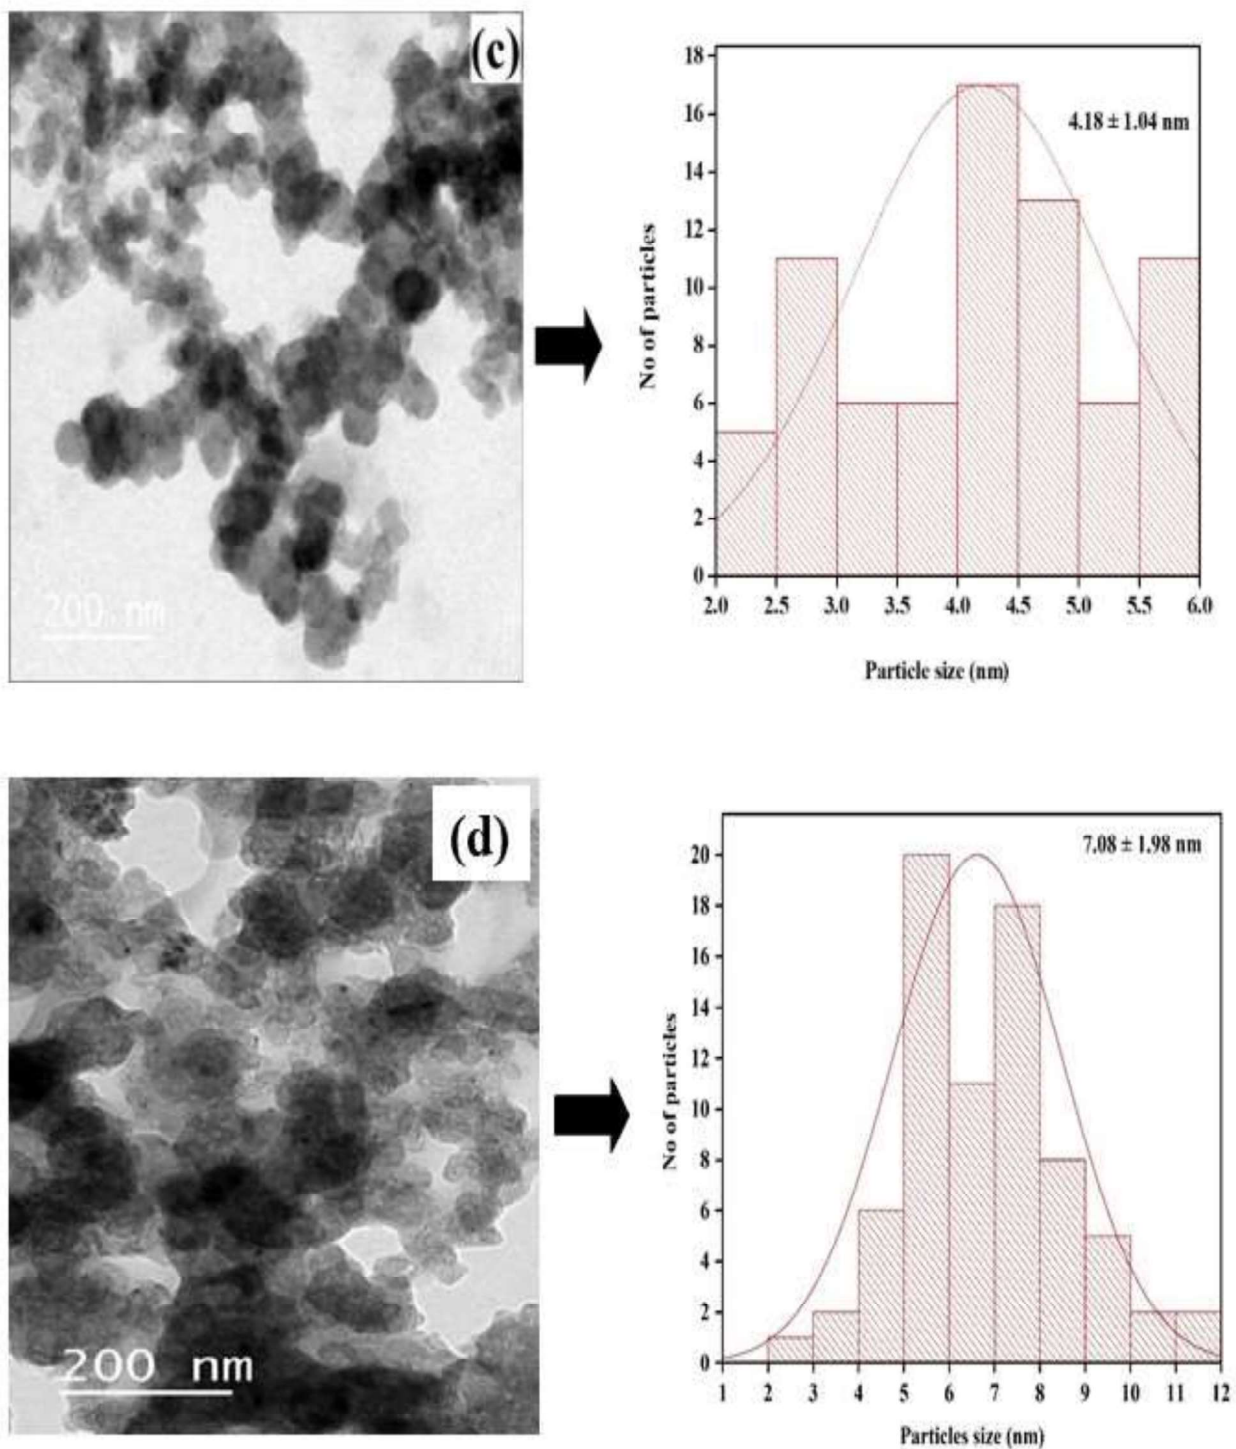 (c)
200 nm
18
16
14
12
10
8
6
4
2
0
No of particles
4.18 ± 1.04 nm
2.0 2.5 3.0 3.5 4.0 4.5 5.0 5.5 6.0
Particle size (nm)
(d)
200 nm
20
18
16
14
12
10
8
6
4
2
0
No of particles
7.08 ± 1.98 nm
1 2 3 4 5 6 7 8 9 10 11 12
Particles size (nm)